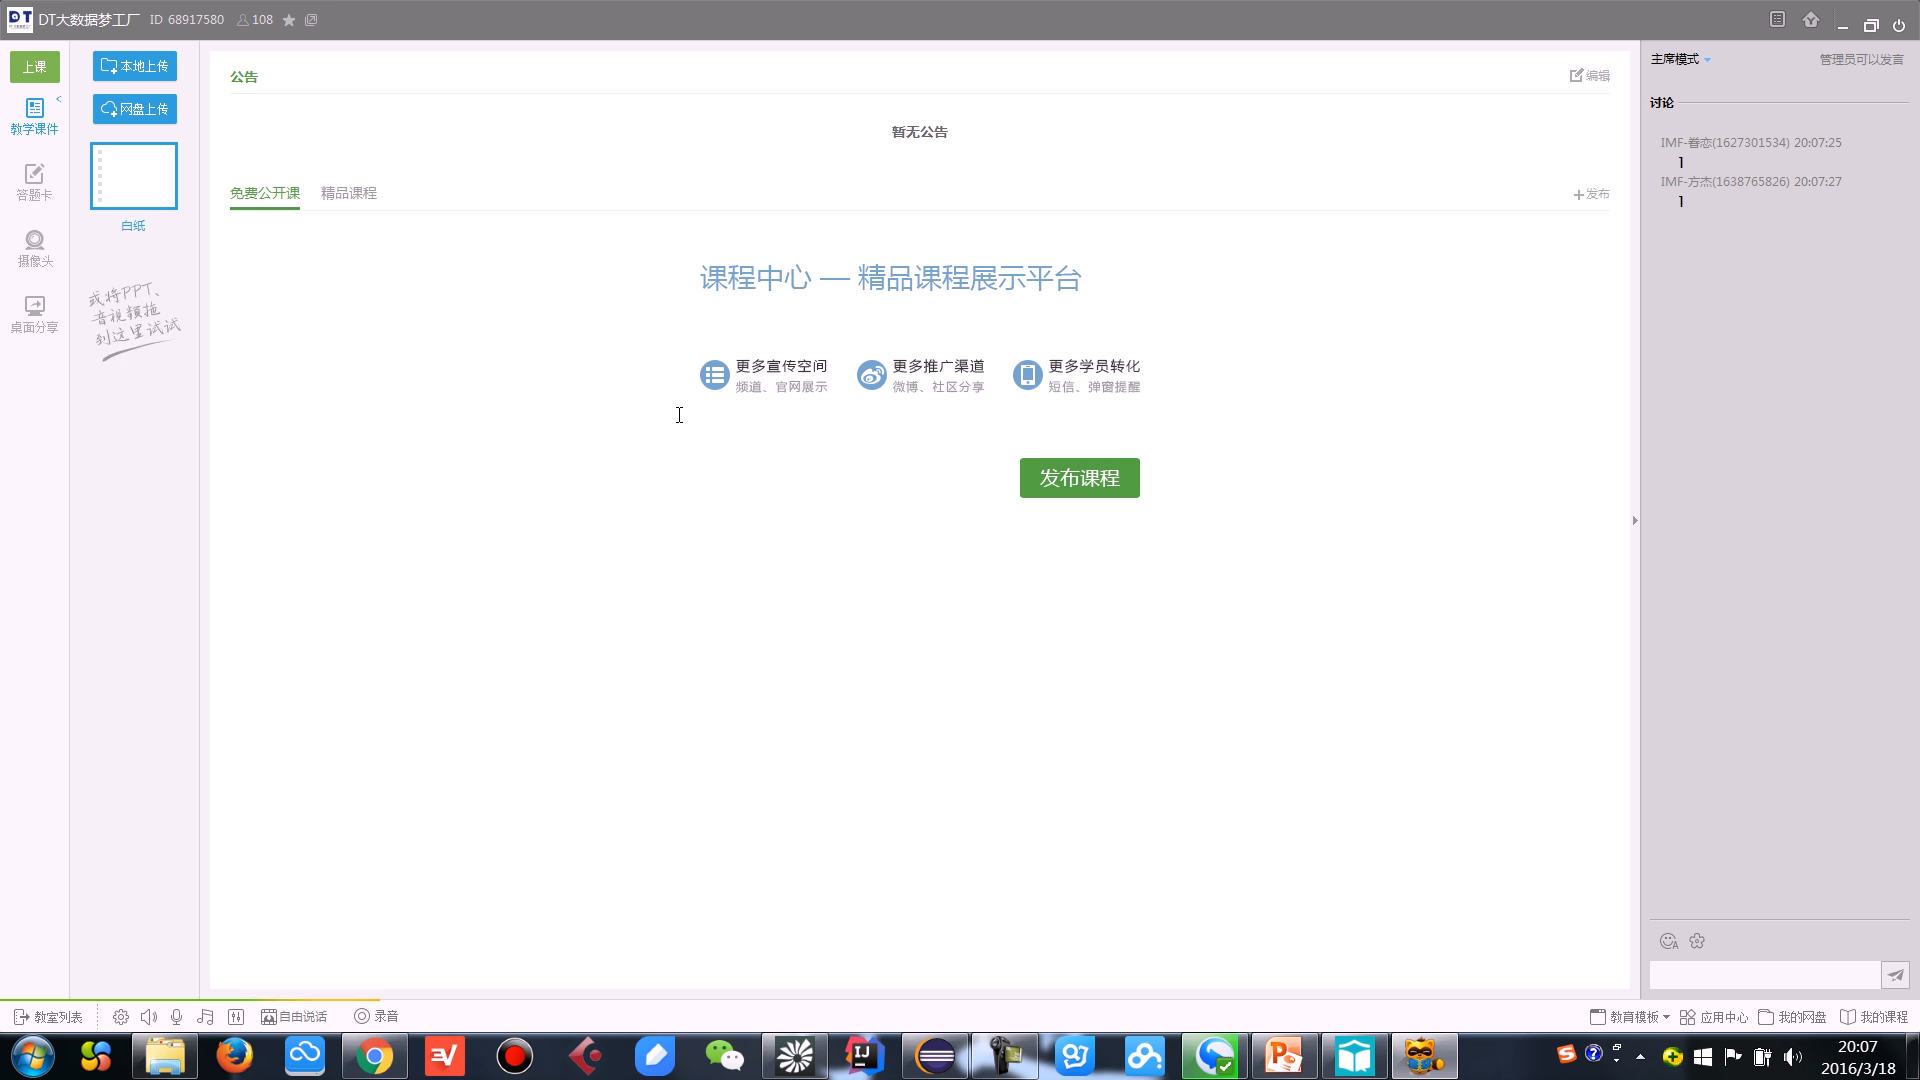 DT大数据梦工厂 ID 68917580 108
上课
教学课件
答题卡
摄像头
桌面分享
本地上传
网盘上传
白纸
或将PPT、
音视频拖
到这里试试
公告
编辑
暂无公告
免费公开课 精品课程
+发布
课程中心 — 精品课程展示平台
更多宣传空间
频道、官网展示
更多推广渠道
微博、社区分享
更多学员转化
短信、弹窗提醒
发布课程
主席模式
管理员可以发言
讨论
IMF-眷恋(1627301534) 20:07:25
1
IMF-方杰(1638765826) 20:07:27
1
教室列表
自由说话
录音
教育模板
应用中心
我的网盘
我的课程
20:07
2016/3/18